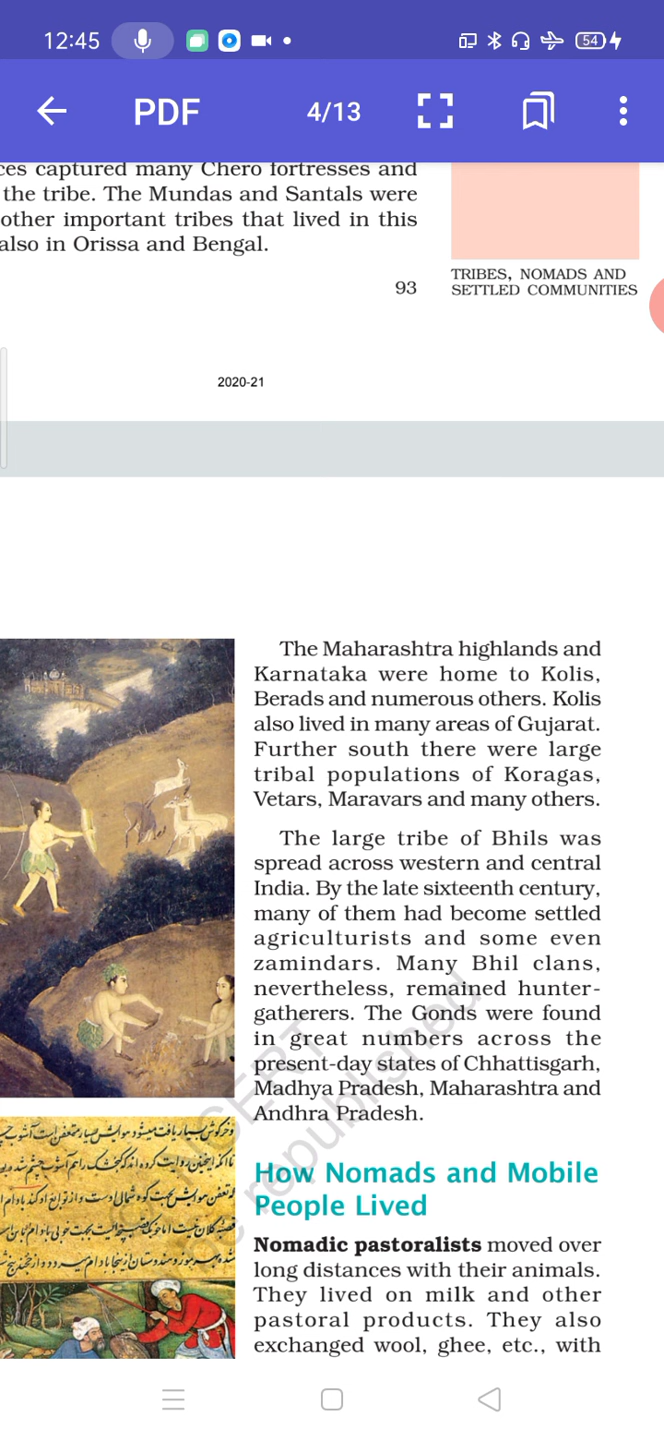 12:45
54
PDF
4/13
ces captured many Chero fortresses and
the tribe. The Mundas and Santals were
other important tribes that lived in this
also in Orissa and Bengal.
93
TRIBES, NOMADS AND
SETTLED COMMUNITIES
2020-21
The Maharashtra highlands and
Karnataka were home to Kolis,
Berads and numerous others. Kolis
also lived in many areas of Gujarat.
Further south there were large
tribal populations of Koragas,
Vetars, Maravars and many others.
The large tribe of Bhils was
spread across western and central
India. By the late sixteenth century,
many of them had become settled
agriculturists and some even
zamindars. Many Bhil clans,
nevertheless, remained hunter-
gatherers. The Gonds were found
in great numbers across the
present-day states of Chhattisgarh,
Madhya Pradesh, Maharashtra and
Andhra Pradesh.
How Nomads and Mobile
People Lived
Nomadic pastoralists moved over
long distances with their animals.
They lived on milk and other
pastoral products. They also
exchanged wool, ghee, etc., with
republished